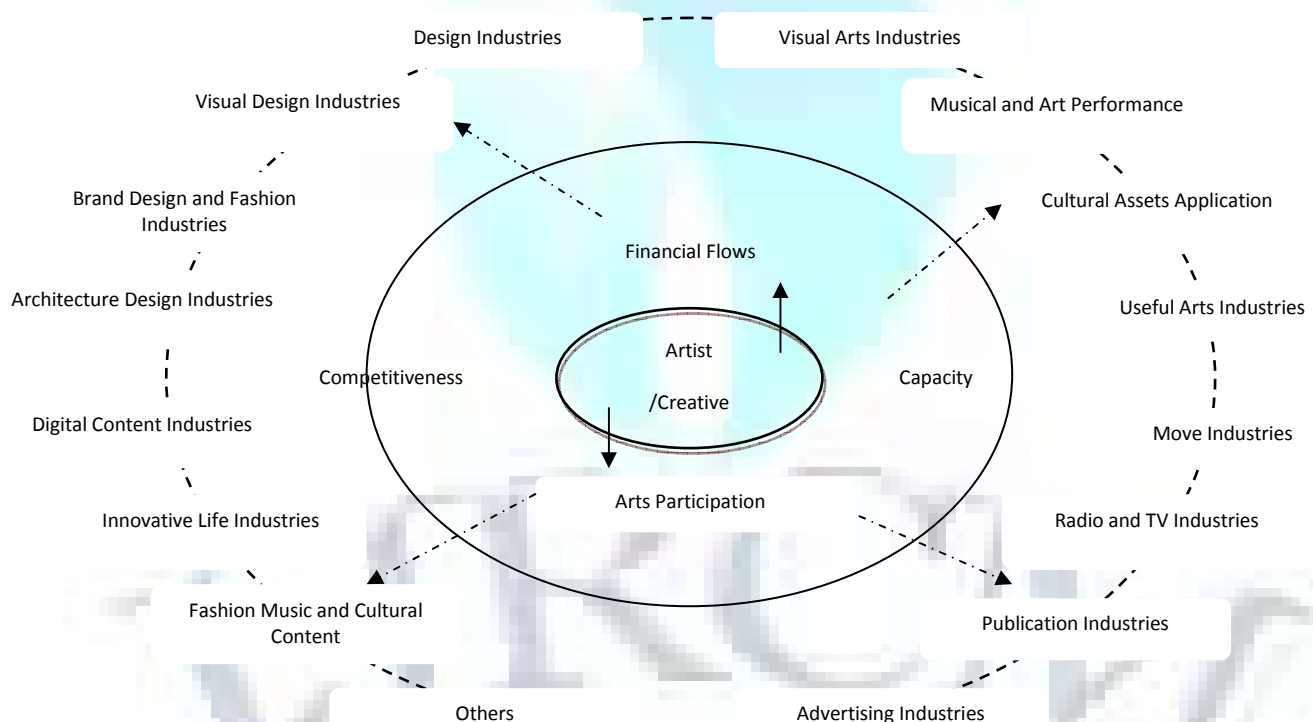 Design Industries
Visual Arts Industries
Visual Design Industries
Musical and Art Performance
Brand Design and Fashion
Industries
Cultural Assets Application
Financial Flows
Architecture Design Industries
Useful Arts Industries
Artist
Competitiveness
Capacity
/Creative
Digital Content Industries
Move Industries
Arts Participation
Innovative Life Industries
Radio and TV Industries
Fashion Music and Cultural
Content
Publication Industries
Others
Advertising Industries